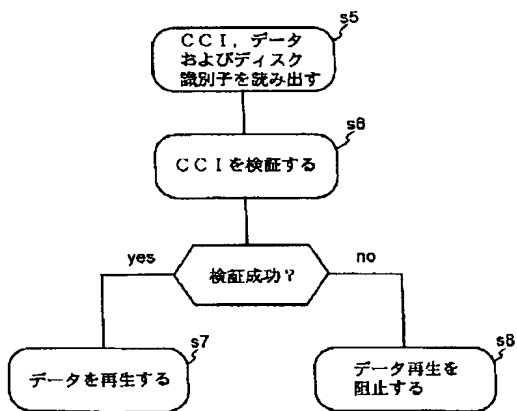 s5
ＣＣＩ，データ
およびディスク
識別子を読み出す
s6
ＣＣＩを検証する
yes
検証成功？
no
s7
データを再生する
s8
データ再生を
阻止する